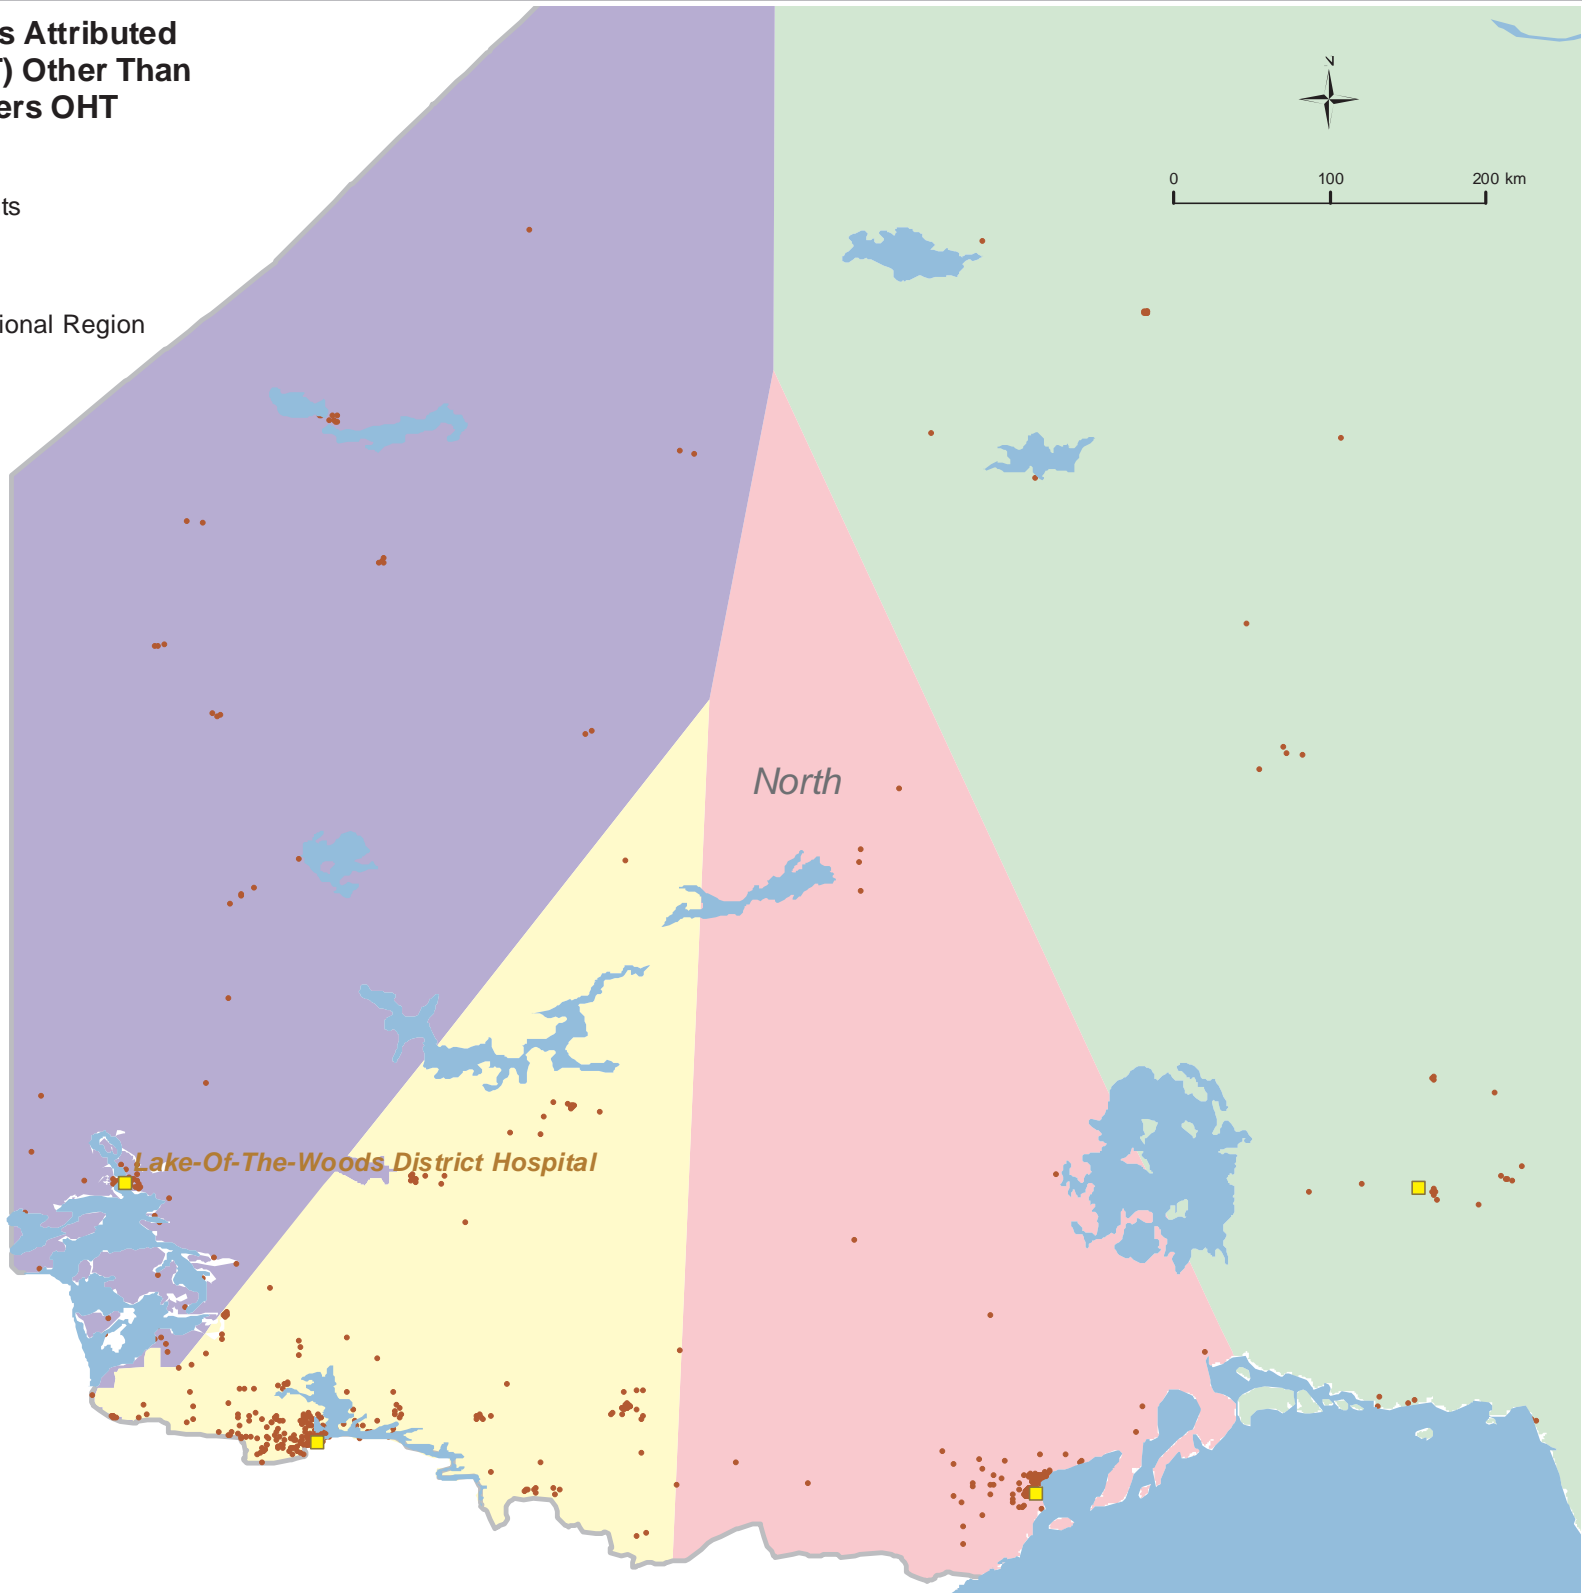 s Attributed
T) Other Than
ers OHT
ts
ional Region
N
0 100 200 km
North
Lake-Of-The-Woods District Hospital